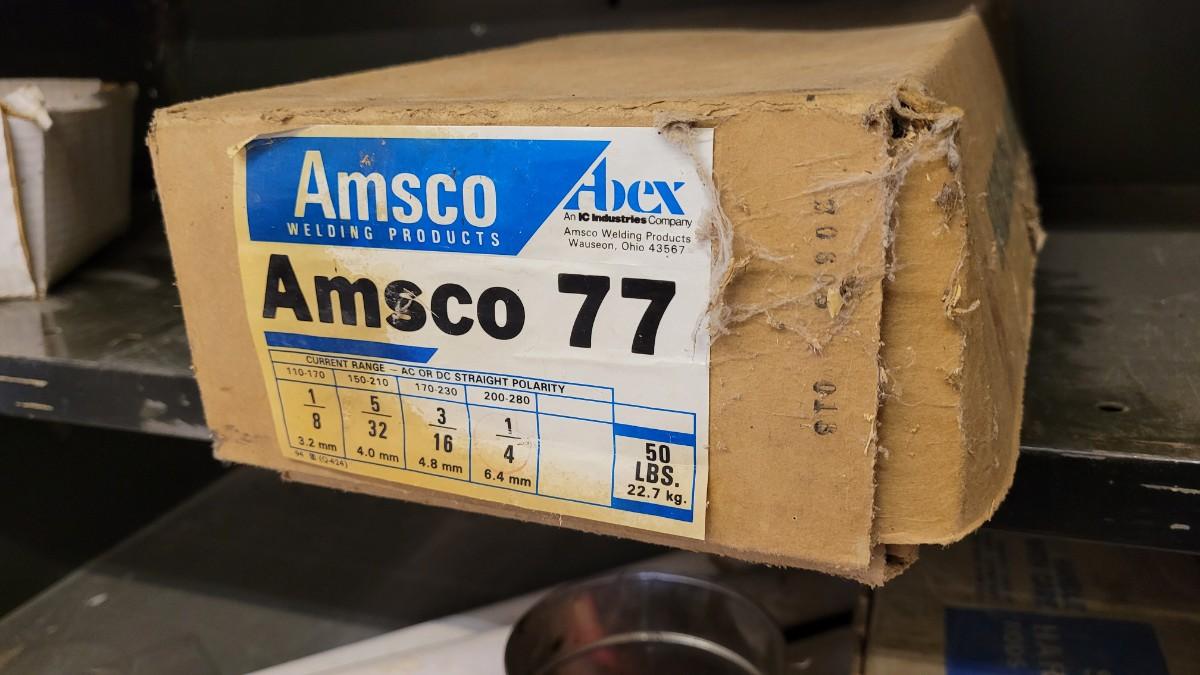 Amsco
WELDING PRODUCTS
Abex
An IC Industries Company
Amsco Welding Products
Wauseon, Ohio 43567
Amsco 77
CURRENT RANGE – AC OR DC STRAIGHT POLARITY
110-170 150-210 170-230 200-280
1/8 5/32 3/16 1/4
3.2 mm 4.0 mm 4.8 mm 6.4 mm
50
LBS.
22.7 kg.